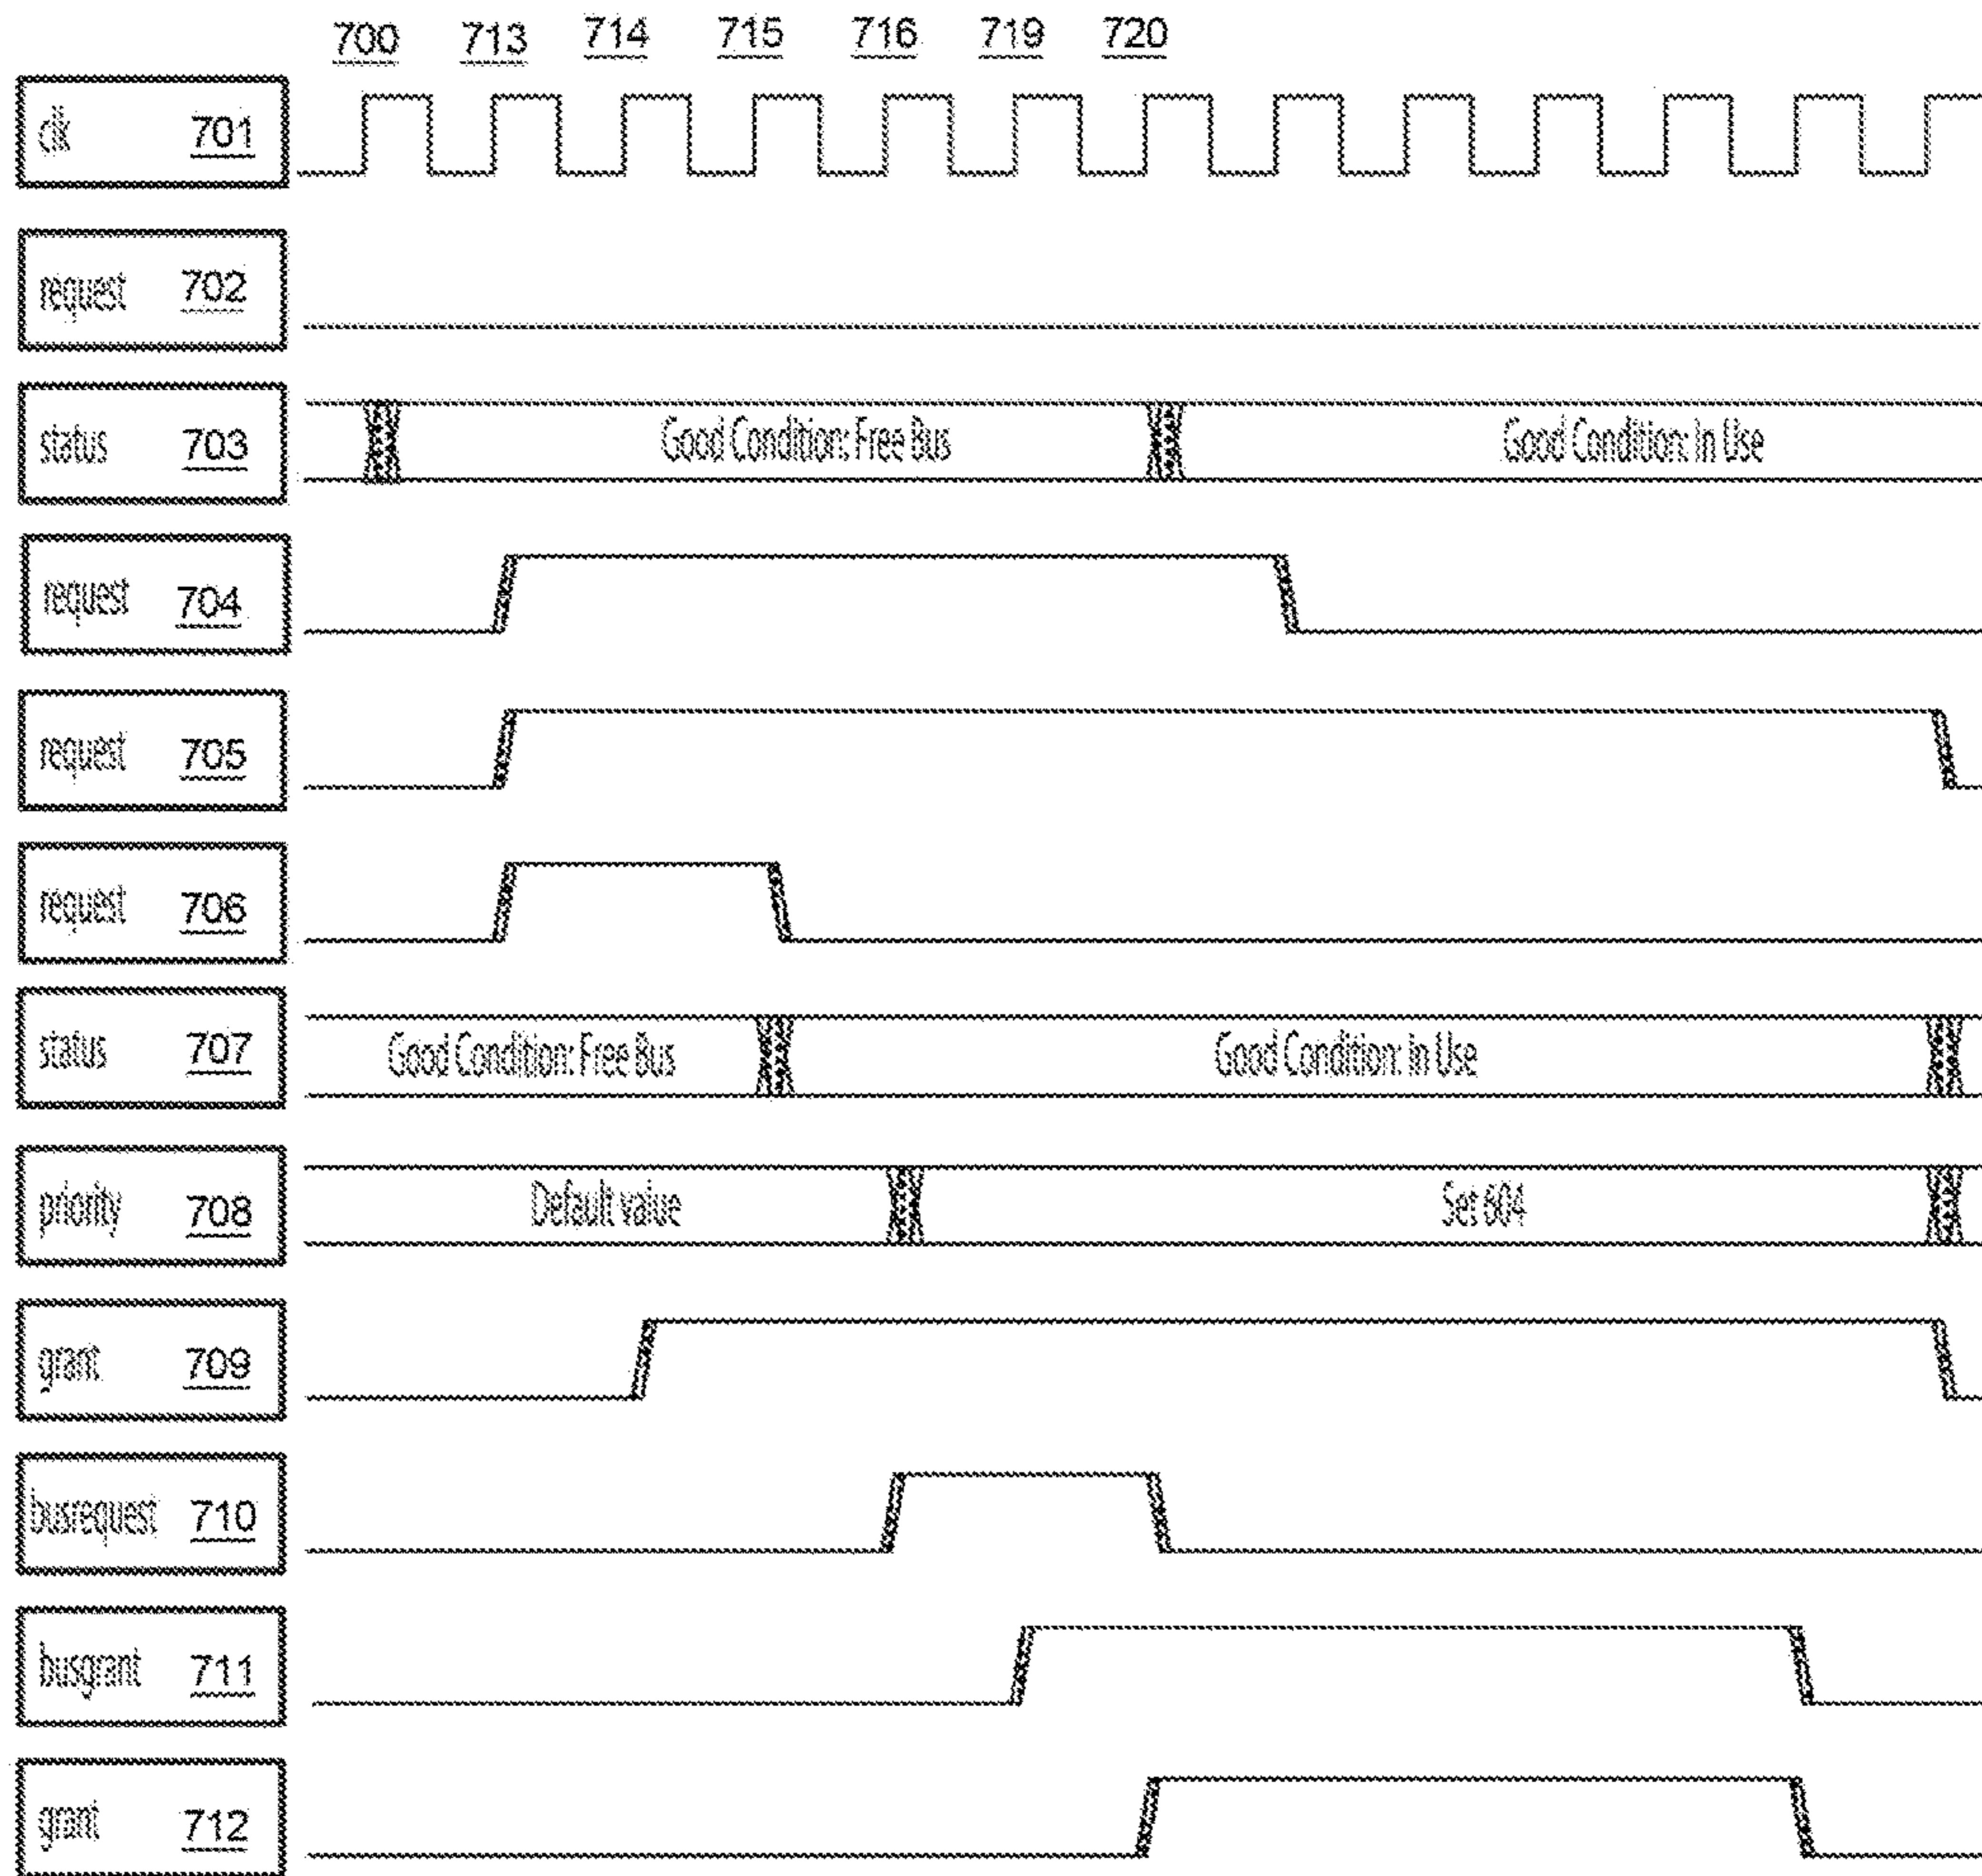 700 713 714 715 716 719 720
clk 701
request 702
status 703 Good Condition: Free Bus Good Condition: In Use
request 704
request 705
request 706
status 707 Good Condition: Free Bus Good Condition: In Use
priority 708 Default value Set 604
grant 709
busrequest 710
busgrant 711
grant 712